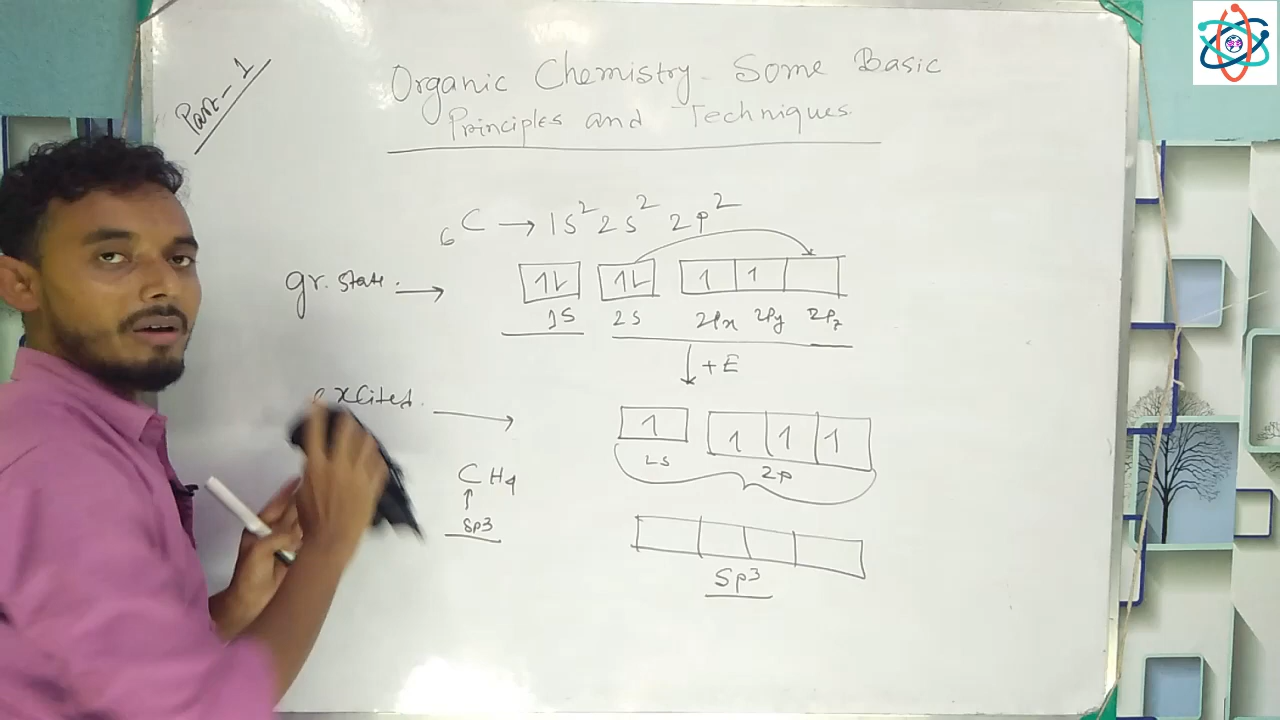 Part-1
Organic Chemistry- Some Basic
Principles and Techniques.
₆C → 1s² 2s² 2p²
gr. state. → 1L 1L 1 1
1S 2S 2Px 2Py 2Pz
↓ +E
excited. → 1 1 1 1
2s 2p
CH4
↑
Sp3
Sp³